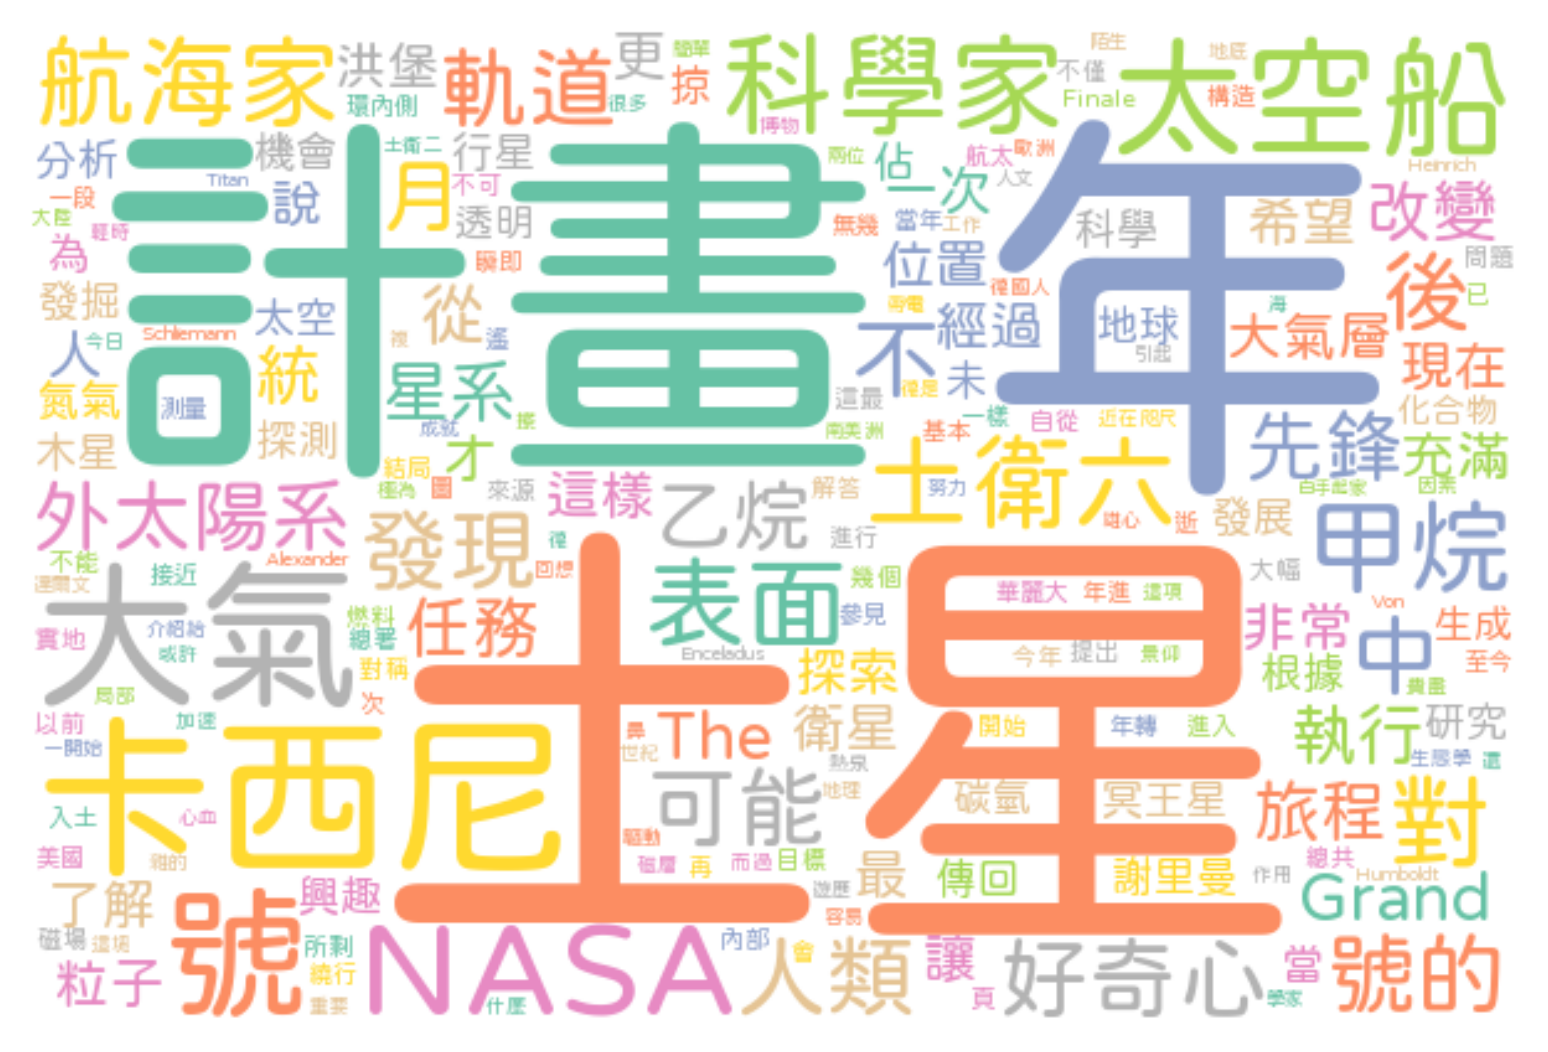 航海家
洪堡
軌道
更
簡單
掠
科學家
陌生
地底
太空船
不僅
Finale
構造
環內側
很多
博物
分析
機會
土衛二
行星
兩位
佔
航太
歐洲
Heinrich
計畫
年
Titan
說
月
不可
一次
人文
改變
一段
大陸
輕時
透明
無幾
當年
工作
科學
希望
為
瞬即
位置
後
問題
發掘
太空
從
德國人
海
已
Schliemann
今日
人
遙
不
經過
地球
引起
大氣層
現在
氮氣
測量
統
星系
這最
未
化合物
木星
探測
成就
才
南美洲
基本
一樣
自從
近在咫尺
先鋒
充滿
結局
極為
圖
來源
這樣
乙烷
解答
土衛六
努力
雄心
逝
發展
白手起家
因素
甲烷
外太陽系
發現
進行
不能
Alexander
回想
大幅
達爾文
接近
大氣
表面
幾個
華麗大
年進
這項
Von
燃料
任務
參見
非常
中
生成
實地
介紹給
或許
總署
Enceladus
今年
提出
景仰
根據
至今
對稱
探索
局部
次
土星
以前
加速
The
衛星
開始
年轉
進入
執行
研究
一開始
世紀
熱泉
生態學
還
卡西尼
可能
地理
碳氫
冥王星
旅程
對
入土
心血
驅動
美國
雜的
磁層
再
而過
目標
總共
了解
興趣
遊歷
最
傳回
謝里曼
作用
Humboldt
Grand
號
容易
磁場
這塊
所剩
NASA
內部
人類
會
讓
好奇心
當
號的
粒子
繞行
重要
什麼
頁
學家